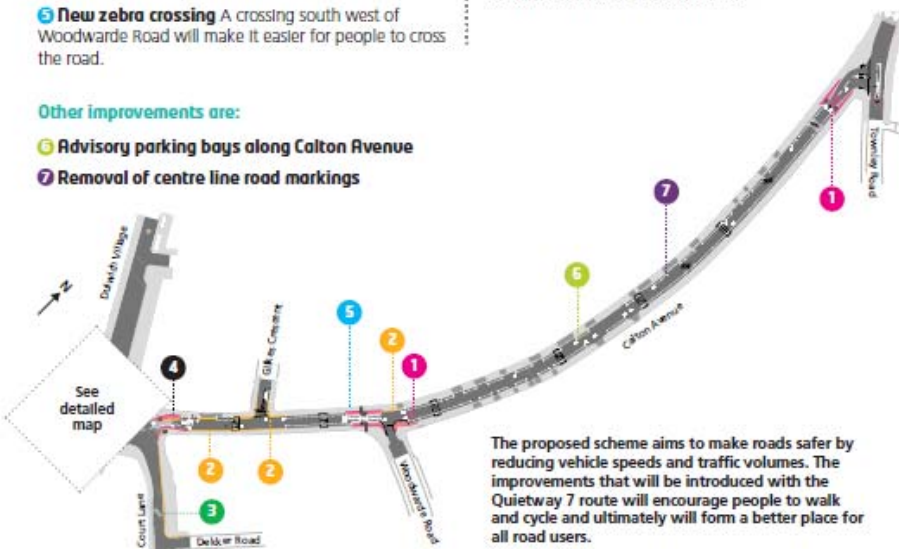 5 New zebra crossing A crossing south west of
Woodwarde Road will make it easier for people to cross
the road.
Other improvements are:
6 Advisory parking bays along Calton Avenue
7 Removal of centre line road markings
Townley Road
1
7
6
Calton Avenue
Dulwich Village
N
Gilkes Crescent
5
2
1
4
See
detailed
map
2
2
3
Court Lane
Dekker Road
Woodwarde Road
The proposed scheme aims to make roads safer by
reducing vehicle speeds and traffic volumes. The
improvements that will be introduced with the
Quietway 7 route will encourage people to walk
and cycle and ultimately will form a better place for
all road users.